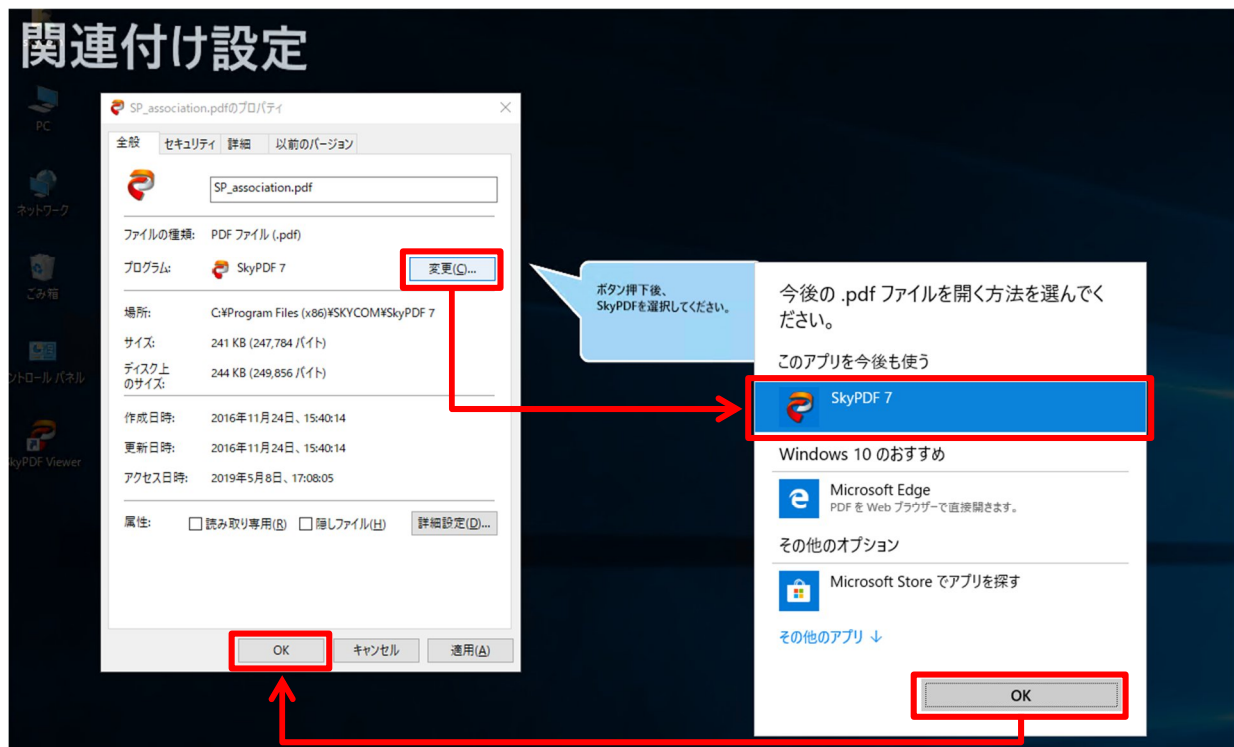 関連付け設定
PC
ネットワーク
ごみ箱
ントロール パネル
kyPDF Viewer
SP_association.pdfのプロパティ
全般 セキュリティ 詳細 以前のバージョン
SP_association.pdf
ファイルの種類: PDF ファイル (.pdf)
プログラム: SkyPDF 7 変更(C)...
場所: C:¥Program Files (x86)¥SKYCOM¥SkyPDF 7
サイズ: 241 KB (247,784 バイト)
ディスク上
のサイズ: 244 KB (249,856 バイト)
作成日時: 2016年11月24日、15:40:14
更新日時: 2016年11月24日、15:40:14
アクセス日時: 2019年5月8日、17:08:05
属性: 読み取り専用(R) 隠しファイル(H) 詳細設定(D)...
OK キャンセル 適用(A)
ボタン押下後、
SkyPDFを選択してください。
今後の .pdf ファイルを開く方法を選んでく
ださい。
このアプリを今後も使う
SkyPDF 7
Windows 10 のおすすめ
Microsoft Edge
PDF を Web ブラウザーで直接開きます。
その他のオプション
Microsoft Store でアプリを探す
その他のアプリ ↓
OK